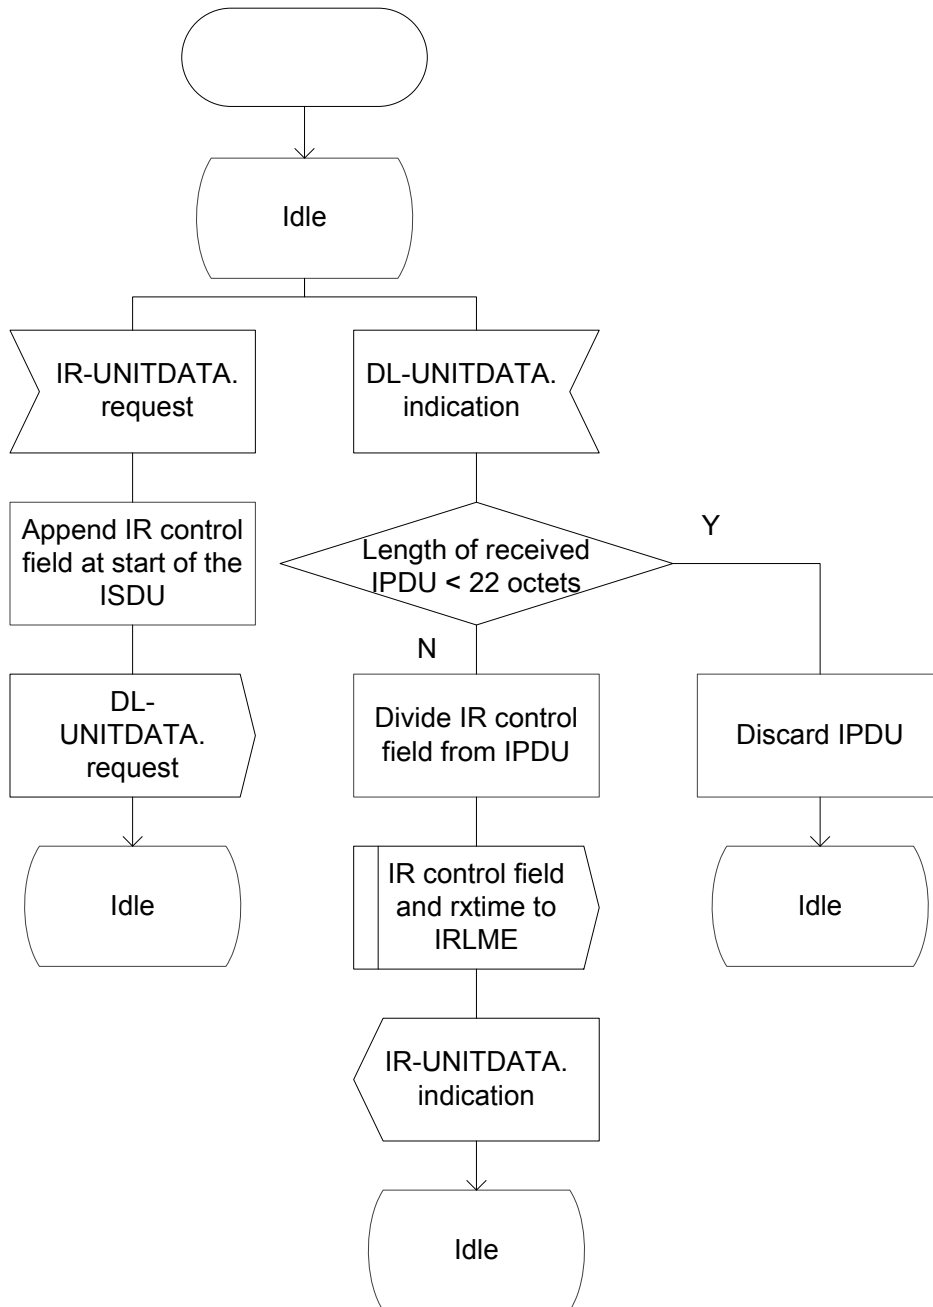 Idle
IR-UNITDATA.
request
DL-UNITDATA.
indication
Append IR control
field at start of the
ISDU
Length of received
IPDU < 22 octets
Y
N
DL-
UNITDATA.
request
Divide IR control
field from IPDU
Discard IPDU
Idle
IR control field
and rxtime to
IRLME
Idle
IR-UNITDATA.
indication
Idle